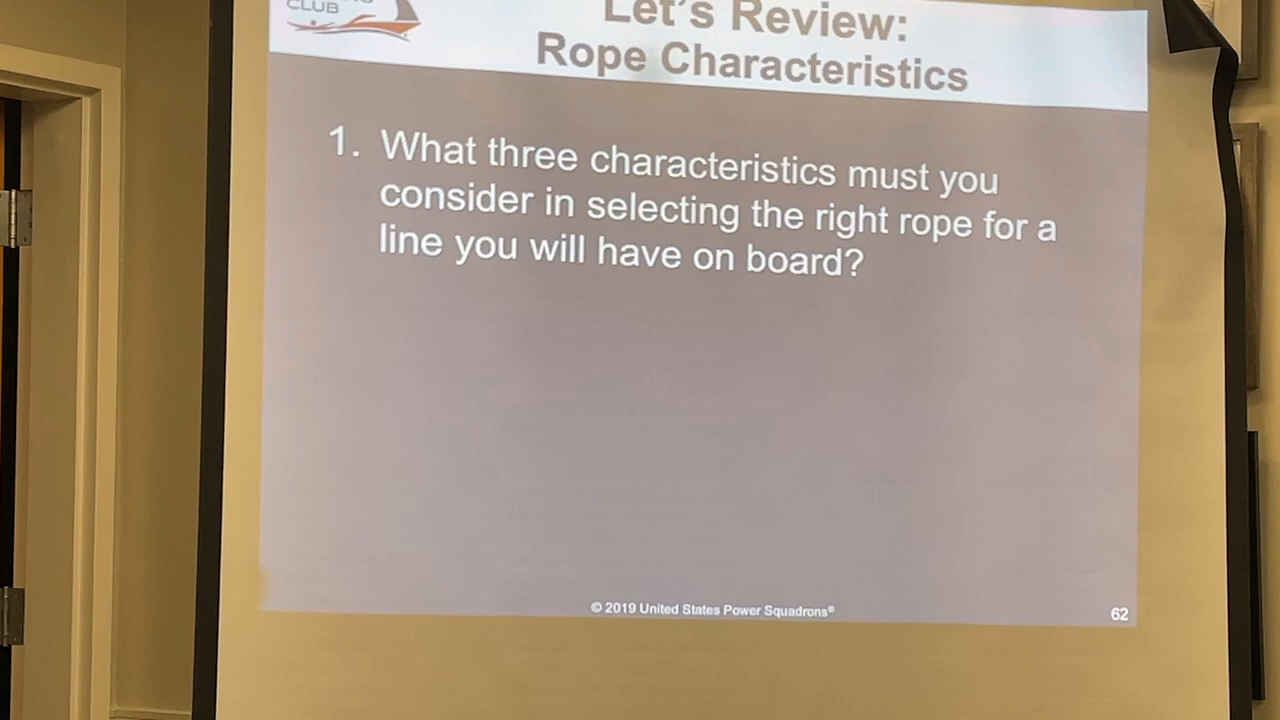 CLUB
Let's Review:
Rope Characteristics
1. What three characteristics must you
consider in selecting the right rope for a
line you will have on board?
© 2019 United States Power Squadrons®
62